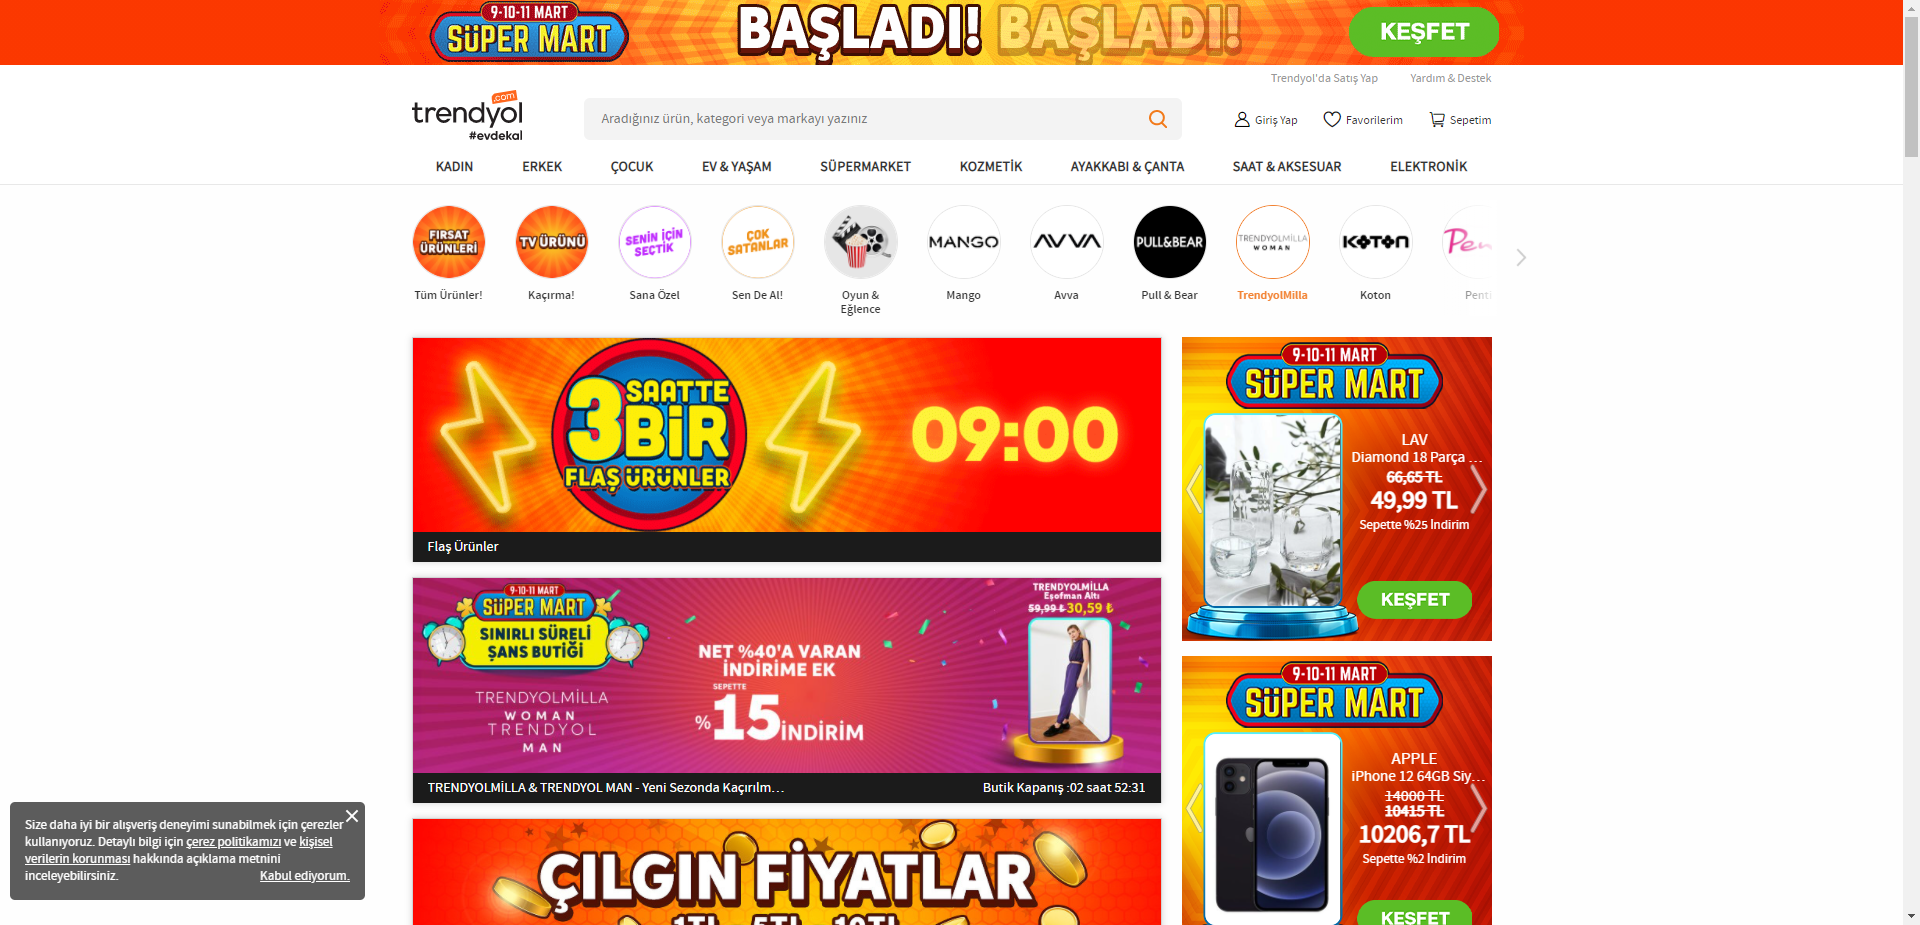 9-10-11 MART
SÜPER MART
BAŞLADI! BAŞLADI!
KEŞFET
Trendyol'da Satış Yap
Yardım & Destek
trendyol
.com
#evdekal
Aradığınız ürün, kategori veya markayı yazınız
Giriş Yap
Favorilerim
Sepetim
KADIN
ERKEK
ÇOCUK
EV & YAŞAM
SÜPERMARKET
KOZMETİK
AYAKKABI & ÇANTA
SAAT & AKSESUAR
ELEKTRONİK
FIRSAT
ÜRÜNLERİ
TV ÜRÜNÜ
SENİN İÇİN
SEÇTİK
ÇOK
SATANLAR
MANGO
AVVA
PULL&BEAR
TRENDYOLMILLA
WOMAN
KOTON
Pen
Tüm Ürünler!
Kaçırma!
Sana Özel
Sen De Al!
Oyun &
Eğlence
Mango
Avva
Pull & Bear
TrendyolMilla
Koton
Penti
3 SAATTE
BİR
FLAŞ ÜRÜNLER
09:00
Flaş Ürünler
9-10-11 MART
SÜPER MART
LAV
Diamond 18 Parça ...
66,65 TL
49,99 TL
Sepette %25 İndirim
KEŞFET
9-10-11 MART
SÜPER MART
SINIRLI SÜRELİ
ŞANS BUTİĞİ
TRENDYOLMİLLA
WOMAN
TRENDYOL
MAN
NET %40'A VARAN
İNDİRİME EK
SEPETTE
%15 İNDİRİM
TRENDYOLMİLLA
Eşofman Altı
59,99 ₺ 30,59 ₺
TRENDYOLMİLLA & TRENDYOL MAN - Yeni Sezonda Kaçırılm...
Butik Kapanış :02 saat 52:31
9-10-11 MART
SÜPER MART
APPLE
iPhone 12 64GB Siy...
14000 TL
10415 TL
10206,7 TL
Sepette %2 İndirim
KEŞFET
ÇILGIN FİYATLAR
1TL 5TL 10TL
Size daha iyi bir alışveriş deneyimi sunabilmek için çerezler
kullanıyoruz. Detaylı bilgi için çerez politikamızı ve kişisel
verilerin korunması hakkında açıklama metnini
inceleyebilirsiniz.
Kabul ediyorum.